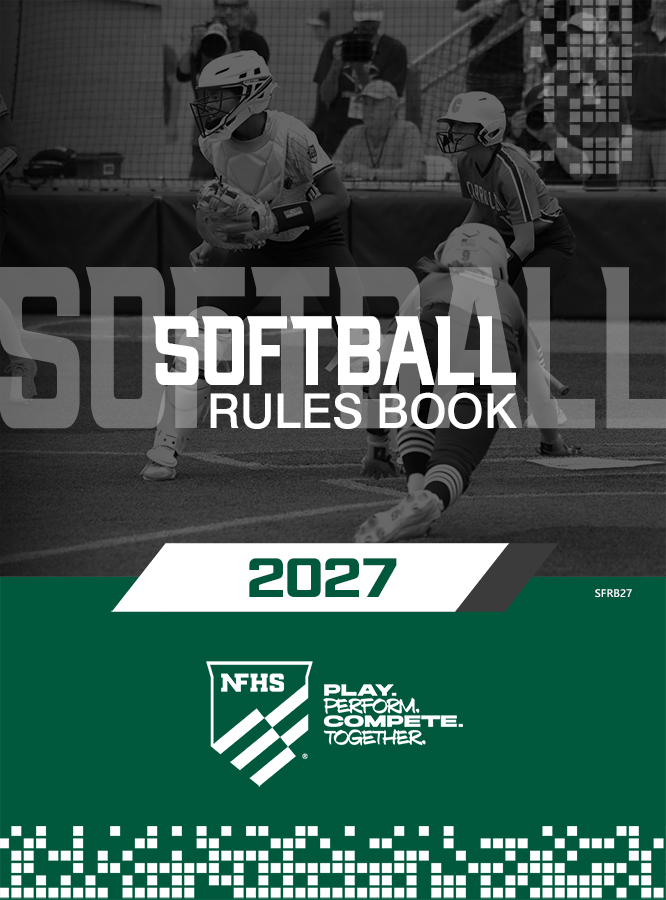 SOFTBALL
SOFTBALL
RULES BOOK
2027
SFRB27
NFHS
PLAY.
PERFORM.
COMPETE.
TOGETHER.
®